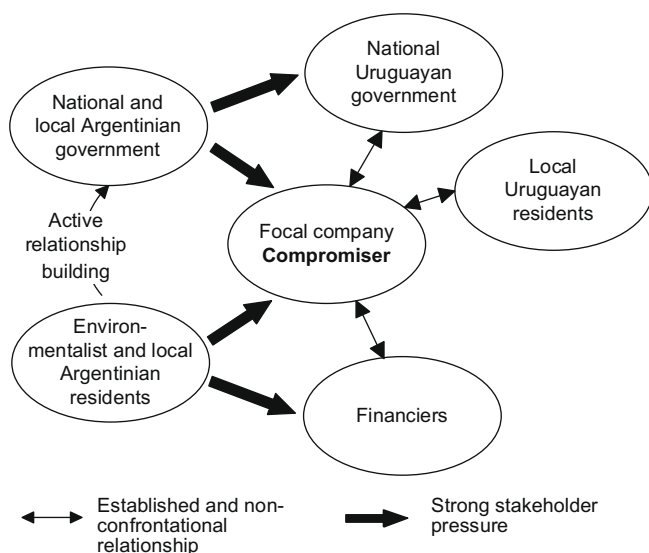 National
Uruguayan
government
National and
local Argentinian
government
Local
Uruguayan
residents
Active
relationship
building
Focal company
Compromiser
Environ-
mentalist and local
Argentinian
residents
Financiers
Established and non-
confrontational
relationship
Strong stakeholder
pressure